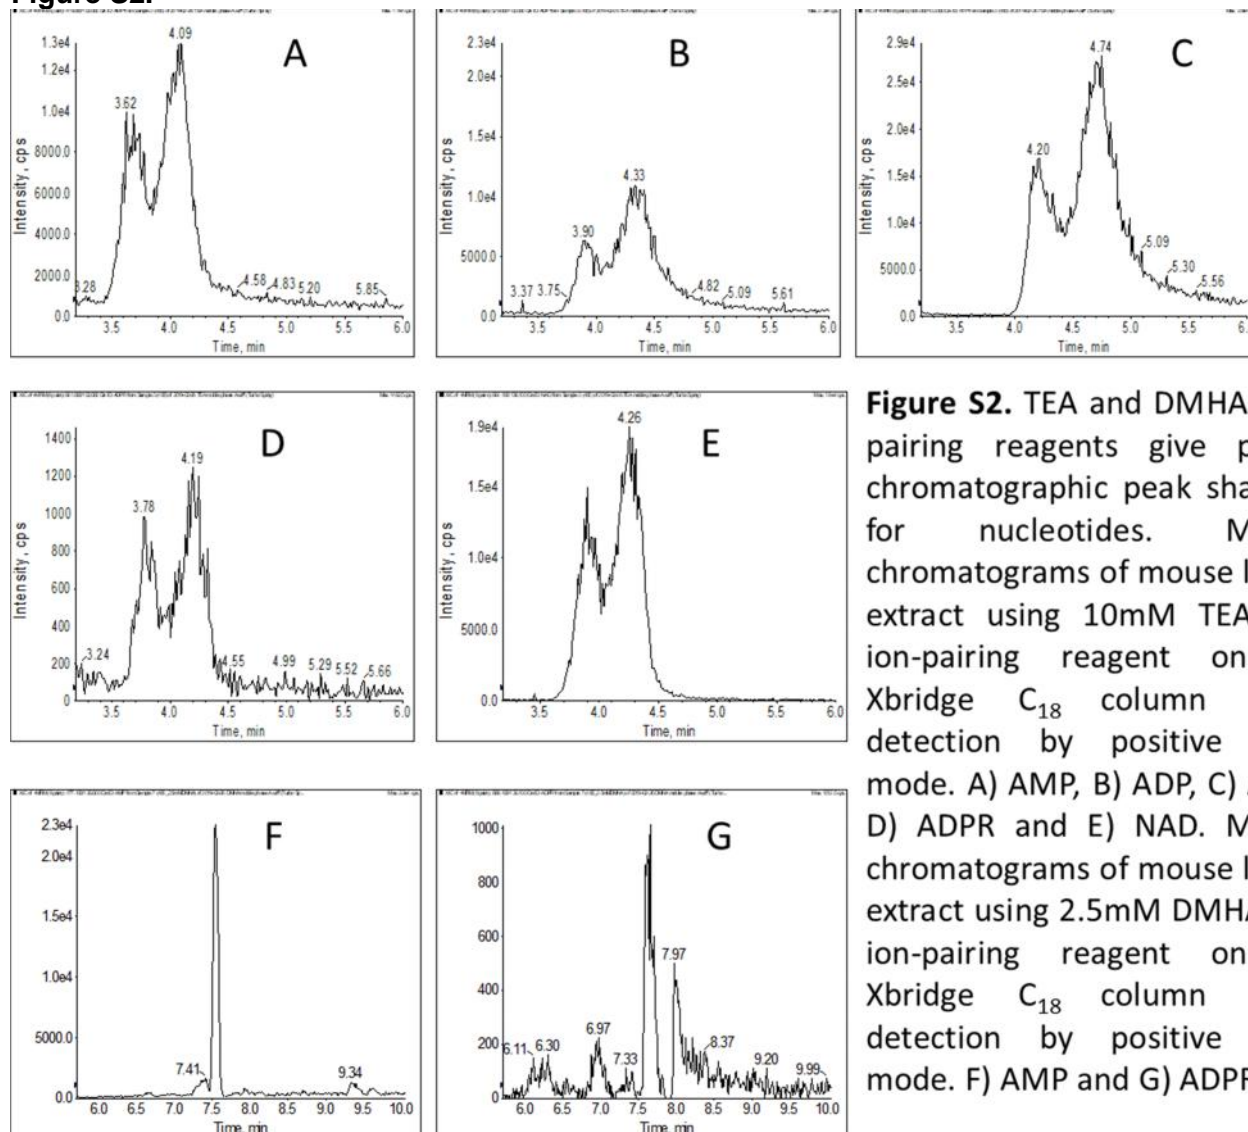 Figure S2.
A
4.09
3.62
3.28
4.58
4.83
5.20
5.85
1.3e4
1.2e4
1.0e4
8000.0
6000.0
4000.0
2000.0
0.0
3.5 4.0 4.5 5.0 5.5 6.0
Intensity, cps
Time, min
B
4.33
3.90
3.37
3.75
4.82
5.09
5.61
2.3e4
2.0e4
1.5e4
1.0e4
5000.0
0.0
3.5 4.0 4.5 5.0 5.5 6.0
Intensity, cps
Time, min
C
4.74
4.20
5.09
5.30
5.56
2.9e4
2.5e4
2.0e4
1.5e4
1.0e4
5000.0
0.0
3.5 4.0 4.5 5.0 5.5
Intensity, cps
Time, min
D
4.19
3.78
3.24
4.55
4.99
5.29
5.52
5.66
1400
1200
1000
800
600
400
200
0
3.5 4.0 4.5 5.0 5.5 6.0
Intensity, cps
Time, min
E
4.26
1.9e4
1.5e4
1.0e4
5000.0
0.0
3.5 4.0 4.5 5.0 5.5 6.0
Intensity, cps
Time, min
Figure S2. TEA and DMHA
pairing reagents give p
chromatographic peak sha
for nucleotides. M
chromatograms of mouse l
extract using 10mM TEA
ion-pairing reagent on
Xbridge C18 column
detection by positive
mode. A) AMP, B) ADP, C)
D) ADPR and E) NAD. M
chromatograms of mouse l
extract using 2.5mM DMHA
ion-pairing reagent on
Xbridge C18 column
detection by positive
mode. F) AMP and G) ADPR
F
7.41
9.34
2.3e4
2.0e4
1.5e4
1.0e4
5000.0
0.0
6.0 6.5 7.0 7.5 8.0 8.5 9.0 9.5 10.0
Time, min
G
7.97
6.11
6.30
6.97
7.33
8.37
9.20
9.99
1000
800
600
400
200
0.0
6.0 6.5 7.0 7.5 8.0 8.5 9.0 9.5 10.0
Time, min